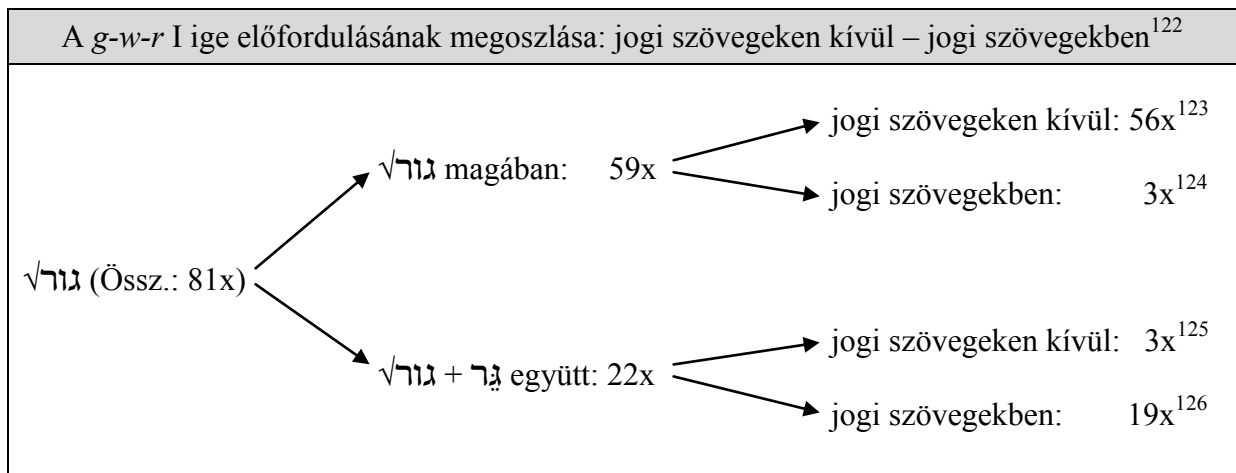 A g-w-r I ige előfordulásának megoszlása: jogi szövegeken kívül – jogi szövegekben122
jogi szövegeken kívül: 56x123
√גור magában: 59x
jogi szövegekben: 3x124
√גור (Össz.: 81x)
jogi szövegeken kívül: 3x125
√גור + גֵּר együtt: 22x
jogi szövegekben: 19x126